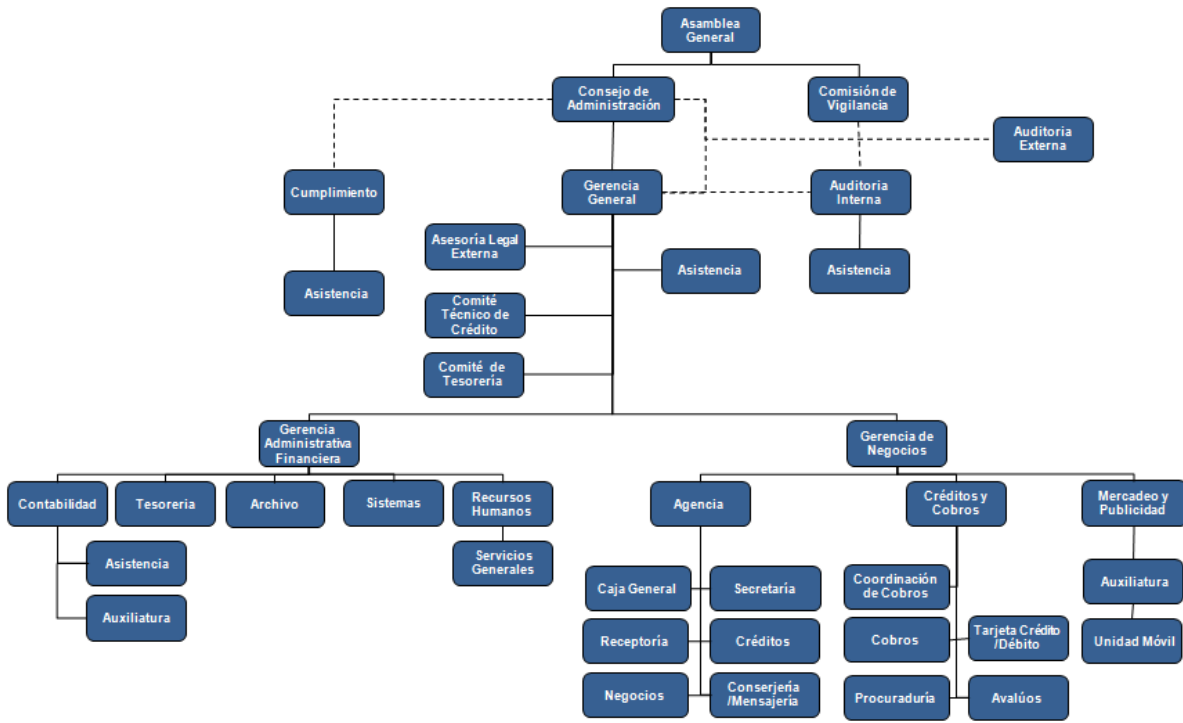 Asamblea
General
Consejo de
Administración
Comisión de
Vigilancia
Auditoria
Externa
Cumplimiento
Gerencia
General
Auditoria
Interna
Asesoría Legal
Externa
Asistencia
Asistencia
Asistencia
Comité
Técnico de
Crédito
Comité de
Tesorería
Gerencia
Administrativa
Financiera
Gerencia de
Negocios
Contabilidad
Tesoreria
Archivo
Sistemas
Recursos
Humanos
Agencia
Créditos y
Cobros
Mercadeo y
Publicidad
Asistencia
Servicios
Generales
Auxiliatura
Caja General
Secretaría
Coordinación
de Cobros
Auxiliatura
Receptoría
Créditos
Cobros
Tarjeta Crédito
/Débito
Unidad Móvil
Negocios
Conserjería
/Mensajería
Procuraduría
Avalúos